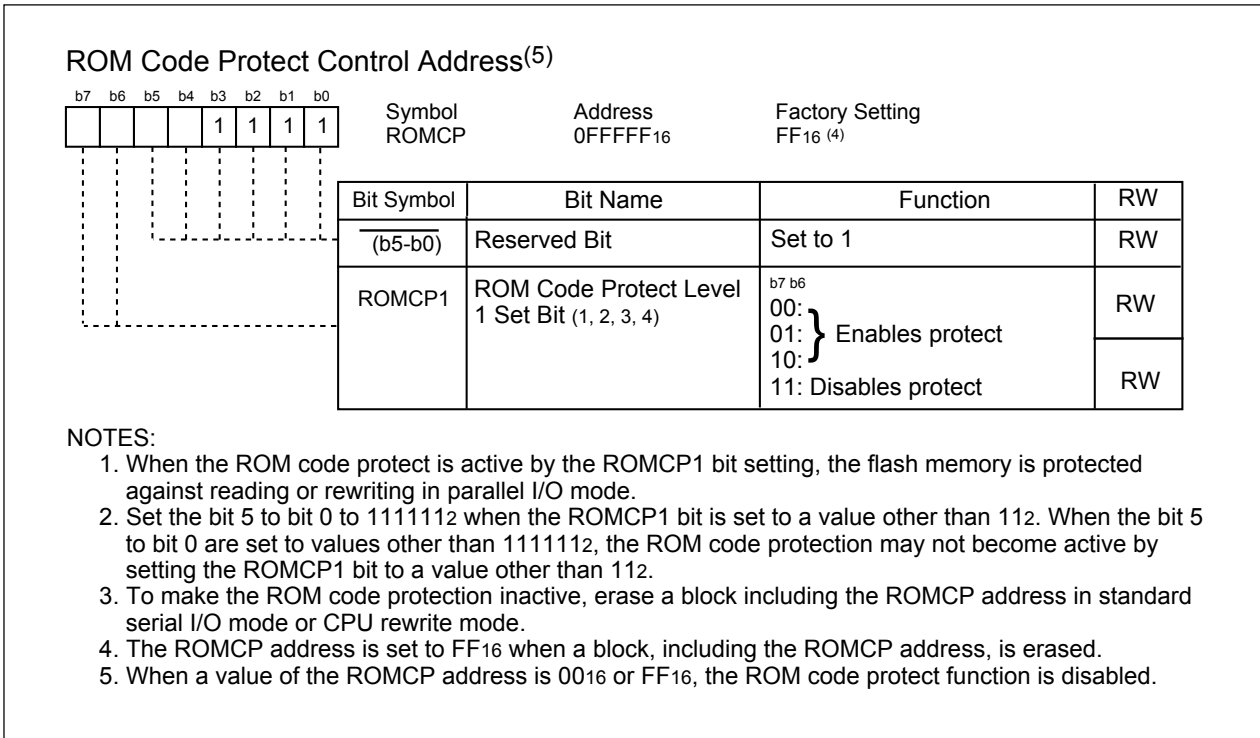 ROM Code Protect Control Address(5)
b7 b6 b5 b4 b3 b2 b1 b0
1 1 1 1
Symbol Address Factory Setting
ROMCP 0FFFFF16 FF16 (4)
Bit Symbol Bit Name Function RW
(b5-b0) Reserved Bit Set to 1 RW
ROMCP1 ROM Code Protect Level
1 Set Bit (1, 2, 3, 4)
b7 b6
00:
01: } Enables protect
10:
11: Disables protect
RW
RW
NOTES:
1. When the ROM code protect is active by the ROMCP1 bit setting, the flash memory is protected
against reading or rewriting in parallel I/O mode.
2. Set the bit 5 to bit 0 to 1111112 when the ROMCP1 bit is set to a value other than 112. When the bit 5
to bit 0 are set to values other than 1111112, the ROM code protection may not become active by
setting the ROMCP1 bit to a value other than 112.
3. To make the ROM code protection inactive, erase a block including the ROMCP address in standard
serial I/O mode or CPU rewrite mode.
4. The ROMCP address is set to FF16 when a block, including the ROMCP address, is erased.
5. When a value of the ROMCP address is 0016 or FF16, the ROM code protect function is disabled.